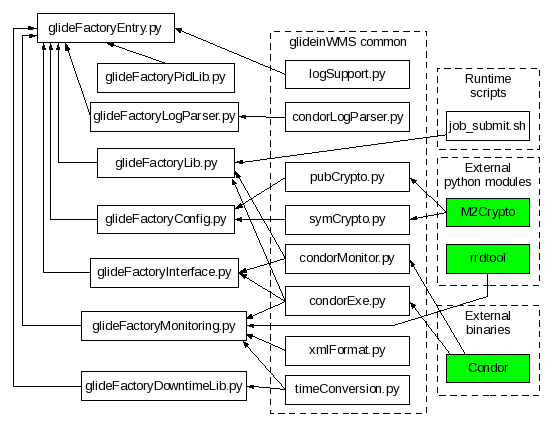 glideFactoryEntry.py
glideinWMS common
glideFactoryPidLib.py
logSupport.py
Runtime
scripts
glideFactoryLogParser.py
condorLogParser.py
job_submit.sh
glideFactoryLib.py
External
python modules
pubCrypto.py
glideFactoryConfig.py
symCrypto.py
M2Crypto
glideFactoryInterface.py
condorMonitor.py
rrdtool
glideFactoryMonitoring.py
condorExe.py
External
binaries
xmlFormat.py
Condor
glideFactoryDowntimeLib.py
timeConversion.py